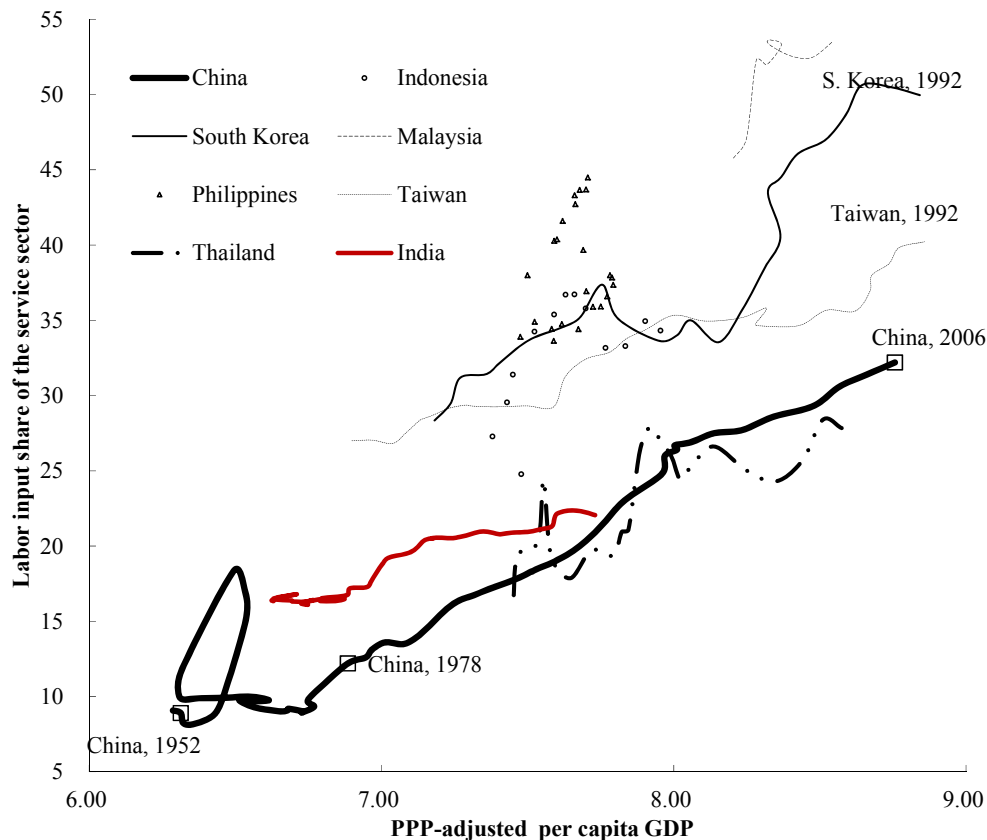 55
50
45
40
35
30
25
20
15
10
5
Labor input share of the service sector
China
Indonesia
South Korea
Malaysia
Philippines
Taiwan
Thailand
India
S. Korea, 1992
Taiwan, 1992
China, 2006
China, 1978
China, 1952
6.00
7.00
8.00
9.00
PPP-adjusted per capita GDP